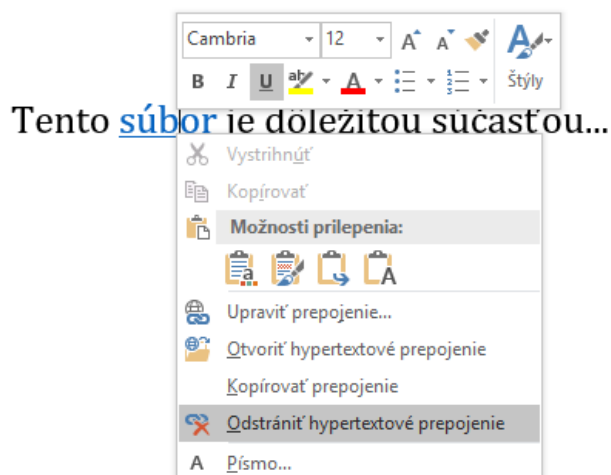 Cambria 12 A A
B I U ab A Štýly
Tento súbor je dôležitou súčasťou...
Vystrihnúť
Kopírovať
Možnosti prilepenia:
a A
Upraviť prepojenie...
Otvoriť hypertextové prepojenie
Kopírovať prepojenie
Odstrániť hypertextové prepojenie
A Písmo...